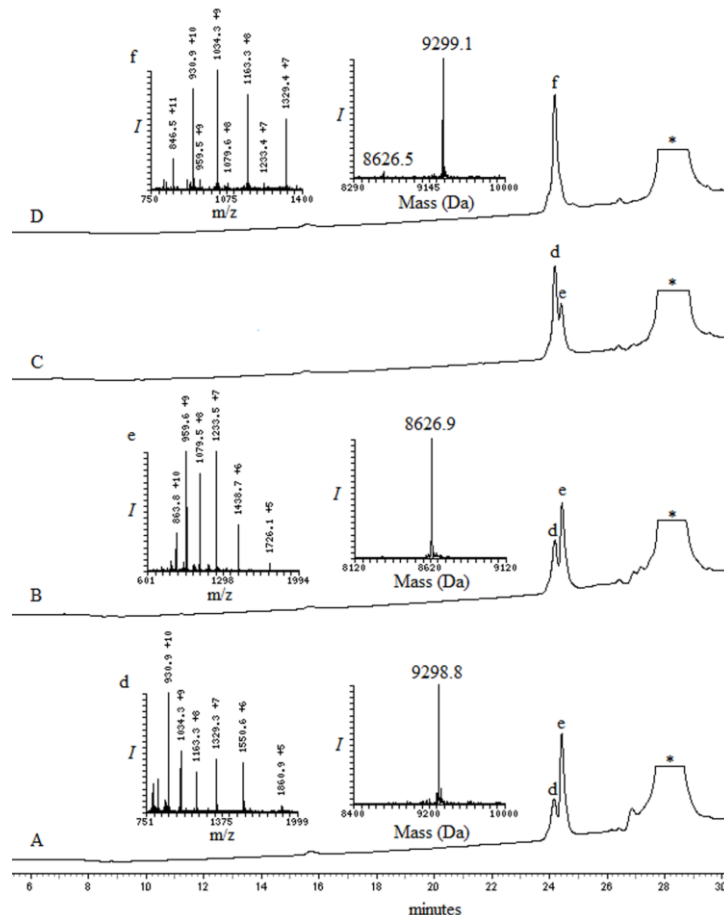 f
846.5 +11
930.9 +10
959.5 +9
1034.3 +9
1079.6 +8
1163.3 +8
1233.4 +7
1329.4 +7
I
750 1075 1400
m/z
9299.1
8626.5
I
8290 9145 10000
Mass (Da)
f
*
D
d
e
*
C
e
863.8 +10
959.6 +9
1079.5 +8
1233.5 +7
1438.7 +6
1726.1 +5
I
601 1298 1994
m/z
8626.9
I
8120 8620 9120
Mass (Da)
d
e
*
B
d
930.9 +10
1034.3 +9
1163.3 +8
1329.3 +7
1550.6 +6
1860.9 +5
I
751 1375 1999
m/z
9298.8
I
8400 9200 10000
Mass (Da)
d
e
*
A
6 8 10 12 14 16 18 20 22 24 26 28 30
minutes